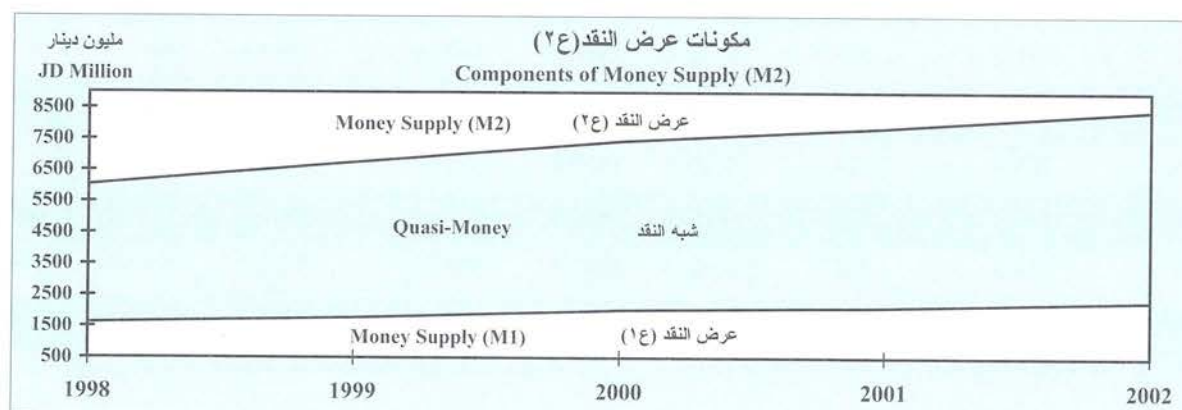 مكونات عرض النقد(ع٢)
مليون دينار
JD Million
Components of Money Supply (M2)
8500
7500
6500
5500
4500
3500
2500
1500
500
Money Supply (M2) عرض النقد (ع٢)
Quasi-Money شبه النقد
Money Supply (M1) عرض النقد (ع١)
1998 1999 2000 2001 2002